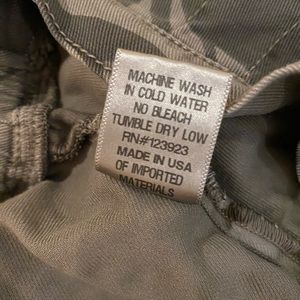 MACHINE WASH
IN COLD WATER
NO BLEACH
TUMBLE DRY LOW
RN#123923
MADE IN USA
OF IMPORTED
MATERIALS